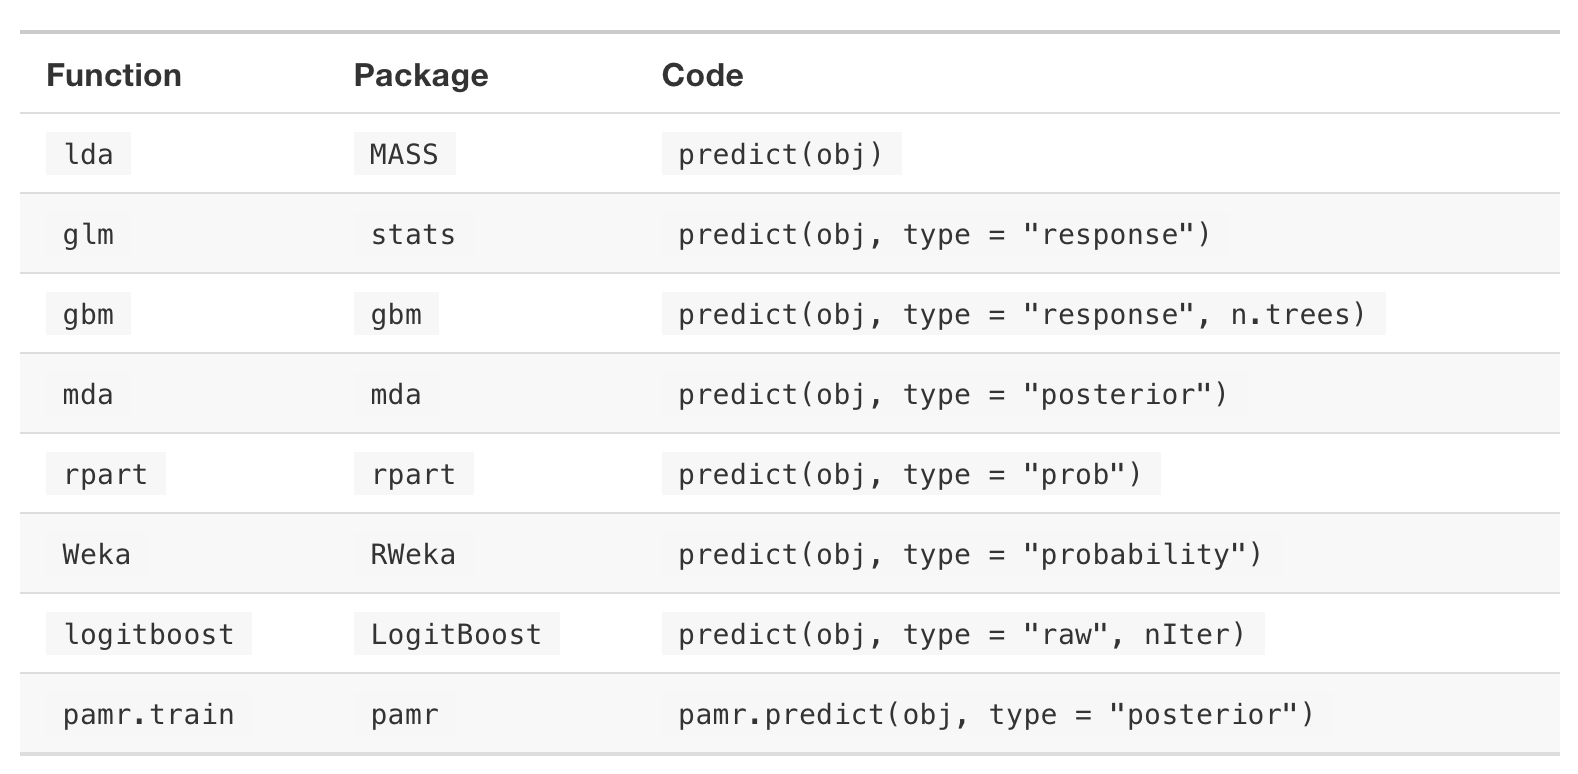 Function Package Code
lda MASS predict(obj)
glm stats predict(obj, type = "response")
gbm gbm predict(obj, type = "response", n.trees)
mda mda predict(obj, type = "posterior")
rpart rpart predict(obj, type = "prob")
Weka RWeka predict(obj, type = "probability")
logitboost LogitBoost predict(obj, type = "raw", nIter)
pamr.train pamr pamr.predict(obj, type = "posterior")